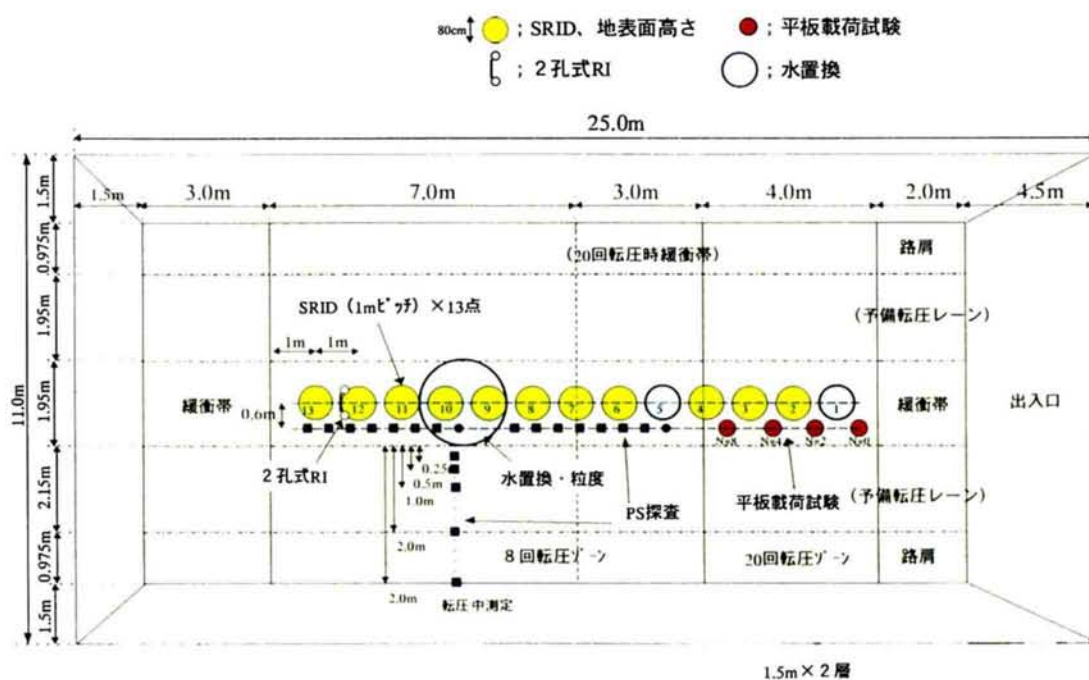 80cm ; SRID、地表面高さ ; 平板載荷試験
; 2孔式RI ; 水置換
25.0m
1.5m 3.0m 7.0m 3.0m 4.0m 2.0m 4.5m
11.0m
1.5m
0.975m
1.95m
1.95m
2.15m
0.975m
1.5m
(20回転圧時緩衝帯) 路肩
SRID(1mピッチ)×13点
(予備転圧レーン)
1m 1m
緩衝帯 0.6m 13 12 11 10 9 8 7 6 5 4 3 2 1 緩衝帯 出入口
N=8 N=4 N=2 N=0
2孔式RI 0.25 水置換・粒度 平板載荷試験 (予備転圧レーン)
0.5m
1.0m PS探査
2.0m 8回転圧ゾーン 20回転圧ゾーン 路肩
2.0m 転圧中測定
1.5m×2層